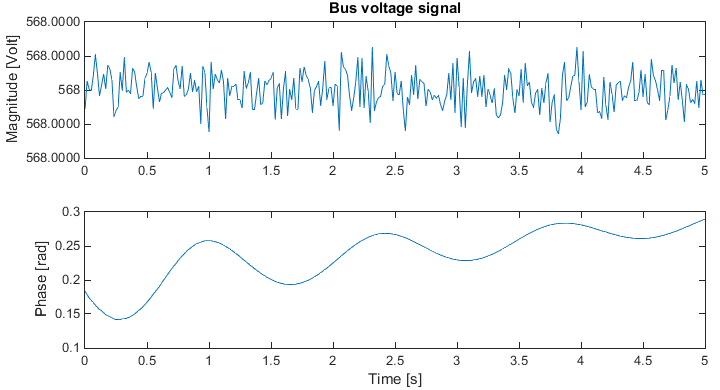 Bus voltage signal
Magnitude [Volt]
568.0000
568.0000
568
568.0000
568.0000
0 0.5 1 1.5 2 2.5 3 3.5 4 4.5 5
Phase [rad]
0.3
0.25
0.2
0.15
0.1
0 0.5 1 1.5 2 2.5 3 3.5 4 4.5 5
Time [s]